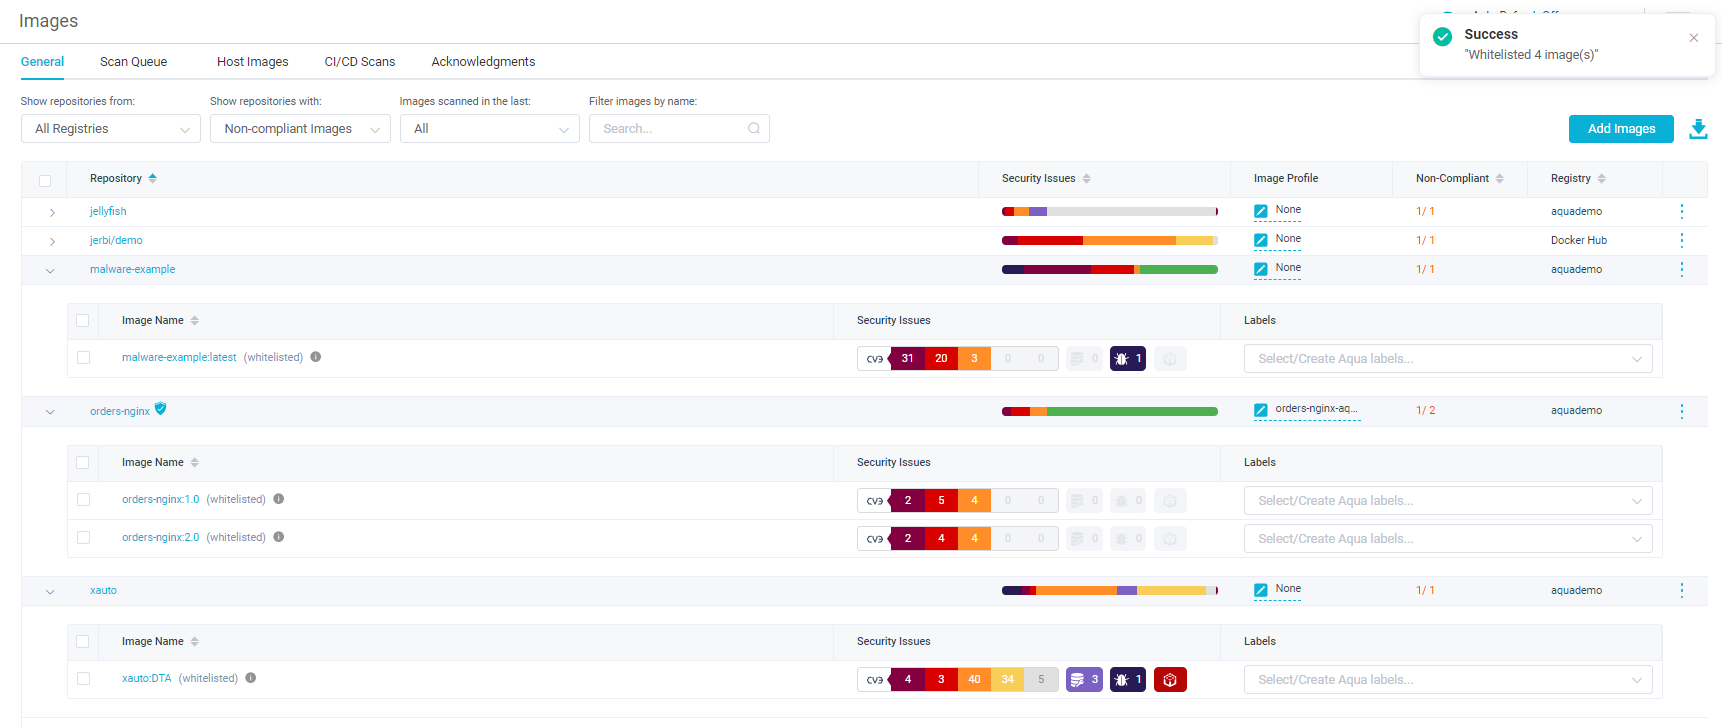 Images
Success
"Whitelisted 4 image(s)"
General Scan Queue Host Images CI/CD Scans Acknowledgments
Show repositories from: Show repositories with: Images scanned in the last: Filter images by name:
All Registries Non-compliant Images All Search... Add Images
Repository Security Issues Image Profile Non-Compliant Registry
jellyfish None 1/ 1 aquademo
jerbi/demo None 1/ 1 Docker Hub
malware-example None 1/ 1 aquademo
Image Name Security Issues Labels
malware-example:latest (whitelisted) CVE 31 20 3 0 0 0 1 Select/Create Aqua labels...
orders-nginx orders-nginx-aq... 1/ 2 aquademo
Image Name Security Issues Labels
orders-nginx:1.0 (whitelisted) CVE 2 5 4 0 0 0 0 Select/Create Aqua labels...
orders-nginx:2.0 (whitelisted) CVE 2 4 4 0 0 0 0 Select/Create Aqua labels...
xauto None 1/ 1 aquademo
Image Name Security Issues Labels
xauto:DTA (whitelisted) CVE 4 3 40 34 5 3 1 Select/Create Aqua labels...